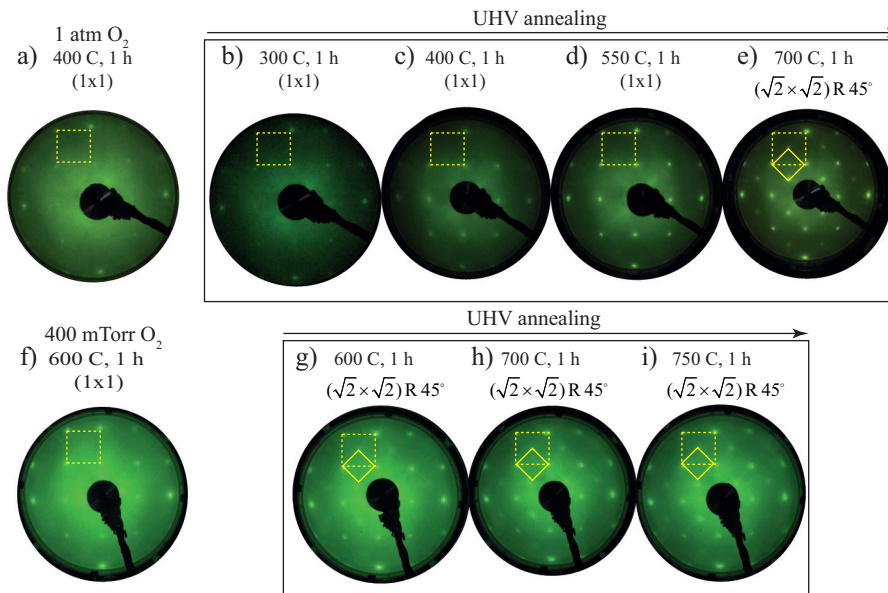 UHV annealing
1 atm O₂
a) 400 C, 1 h
(1x1)
b) 300 C, 1 h
(1x1)
c) 400 C, 1 h
(1x1)
d) 550 C, 1 h
(1x1)
e) 700 C, 1 h
(√2 × √2) R 45°
UHV annealing
400 mTorr O₂
f) 600 C, 1 h
(1x1)
g) 600 C, 1 h
(√2 × √2) R 45°
h) 700 C, 1 h
(√2 × √2) R 45°
i) 750 C, 1 h
(√2 × √2) R 45°